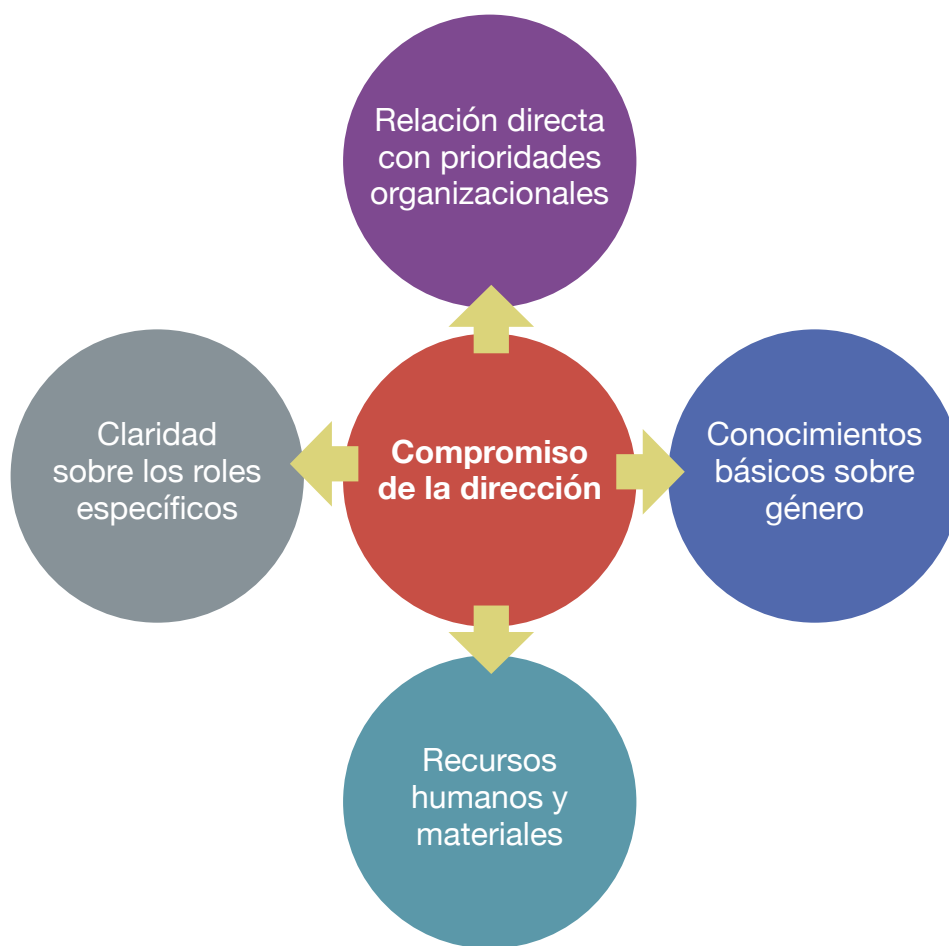 Relación directa
con prioridades
organizacionales
Claridad
sobre los roles
específicos
Compromiso
de la dirección
Conocimientos
básicos sobre
género
Recursos
humanos y
materiales